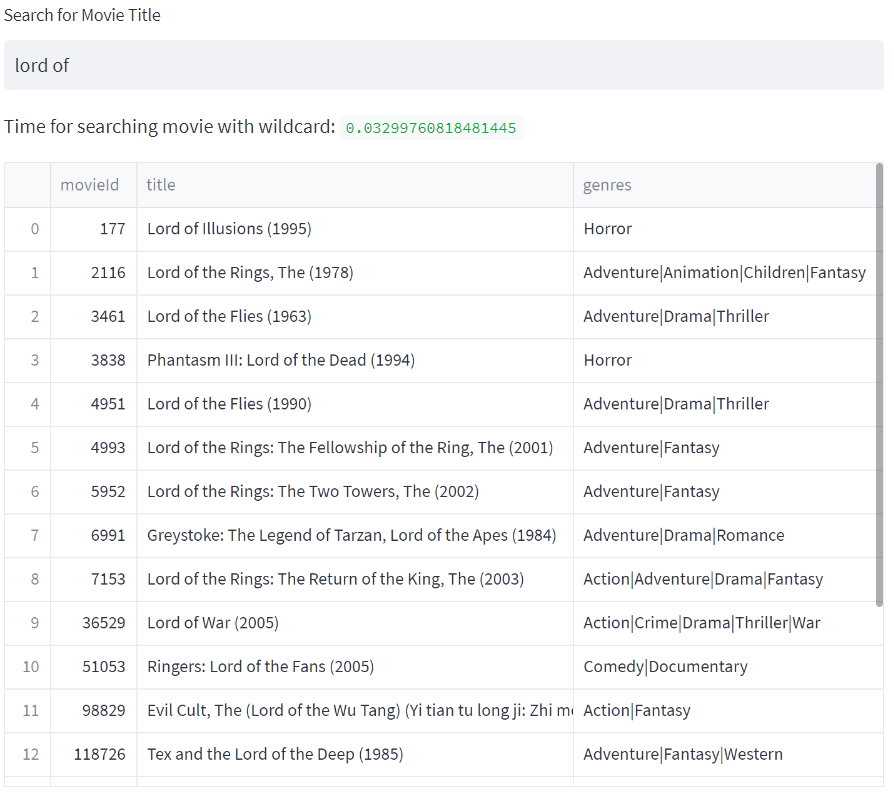 Search for Movie Title
lord of
Time for searching movie with wildcard: 0.03299760818481445
movieId title genres
0 177 Lord of Illusions (1995) Horror
1 2116 Lord of the Rings, The (1978) Adventure|Animation|Children|Fantasy
2 3461 Lord of the Flies (1963) Adventure|Drama|Thriller
3 3838 Phantasm III: Lord of the Dead (1994) Horror
4 4951 Lord of the Flies (1990) Adventure|Drama|Thriller
5 4993 Lord of the Rings: The Fellowship of the Ring, The (2001) Adventure|Fantasy
6 5952 Lord of the Rings: The Two Towers, The (2002) Adventure|Fantasy
7 6991 Greystoke: The Legend of Tarzan, Lord of the Apes (1984) Adventure|Drama|Romance
8 7153 Lord of the Rings: The Return of the King, The (2003) Action|Adventure|Drama|Fantasy
9 36529 Lord of War (2005) Action|Crime|Drama|Thriller|War
10 51053 Ringers: Lord of the Fans (2005) Comedy|Documentary
11 98829 Evil Cult, The (Lord of the Wu Tang) (Yi tian tu long ji: Zhi Action|Fantasy
12 118726 Tex and the Lord of the Deep (1985) Adventure|Fantasy|Western